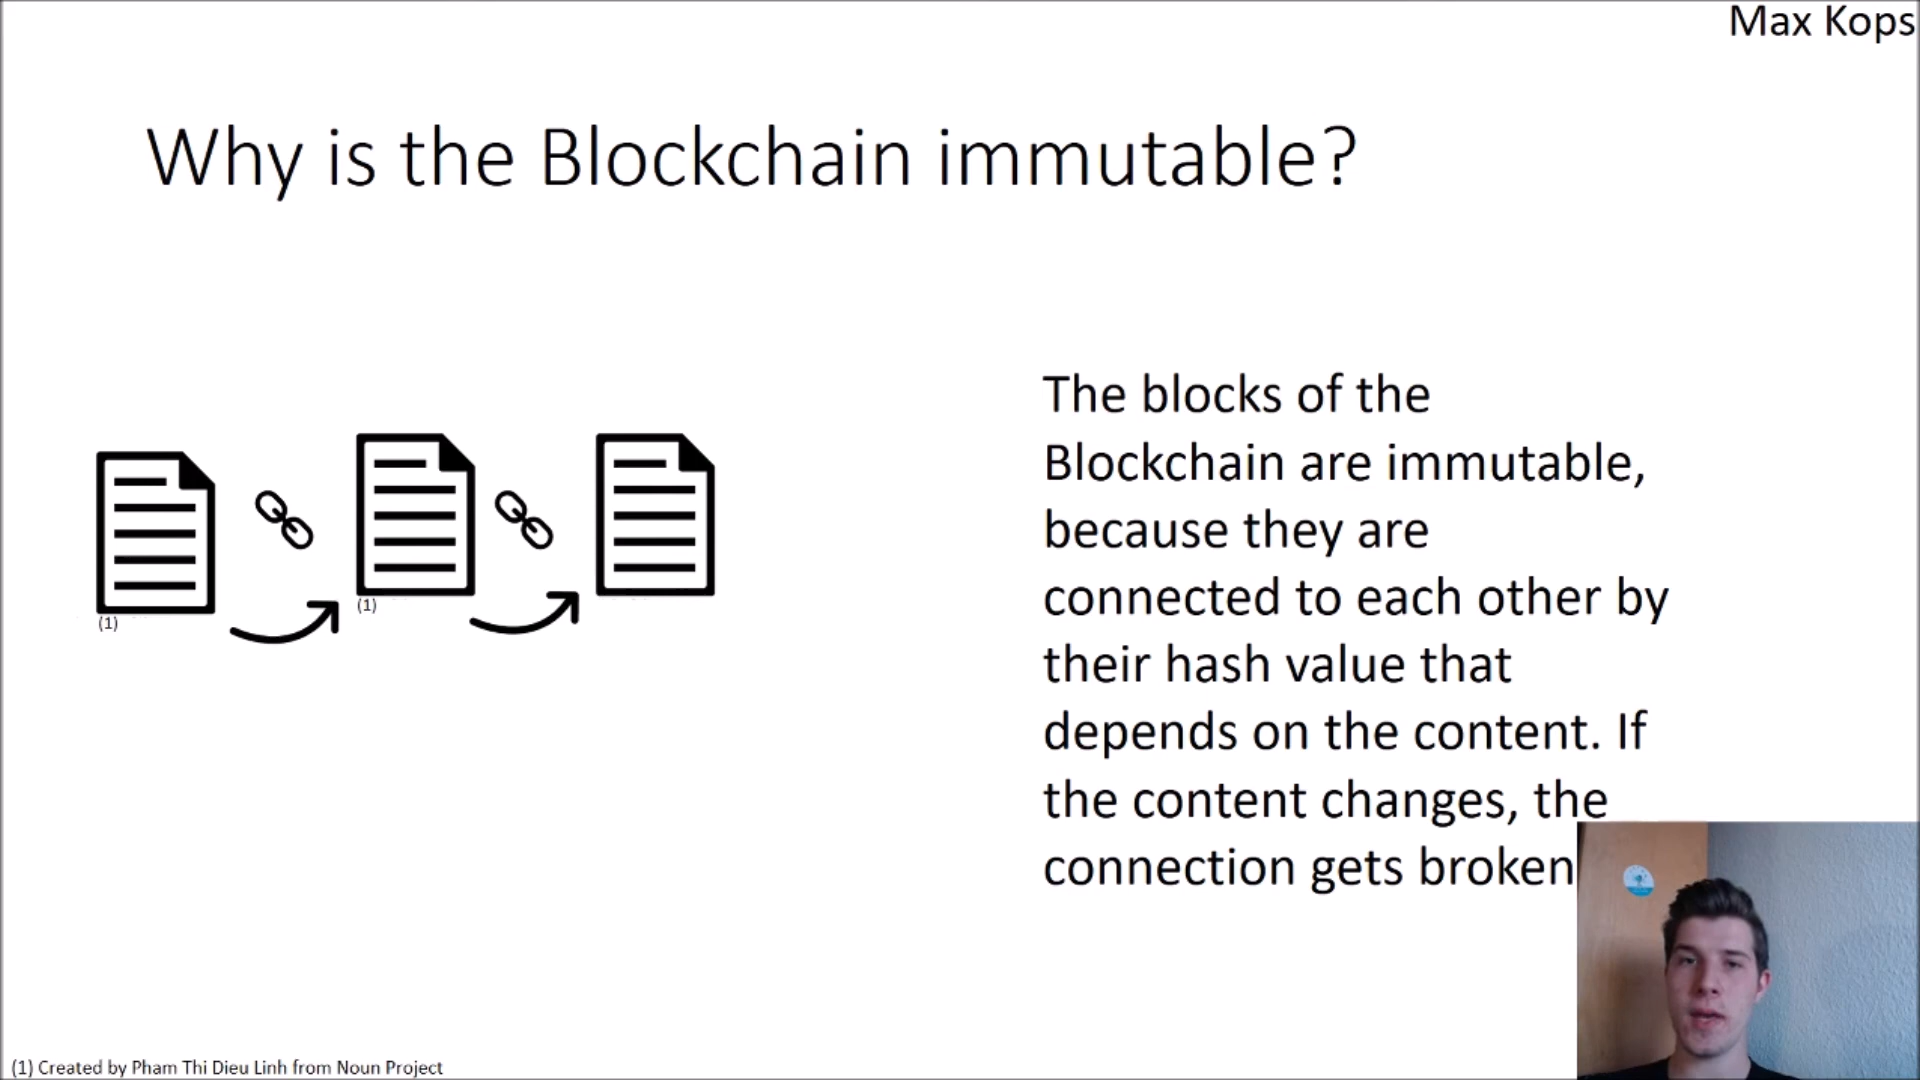 Max Kops
Why is the Blockchain immutable?
The blocks of the
Blockchain are immutable,
because they are
connected to each other by
their hash value that
depends on the content. If
the content changes, the
connection gets broken
(1)
(1)
(1) Created by Pham Thi Dieu Linh from Noun Project